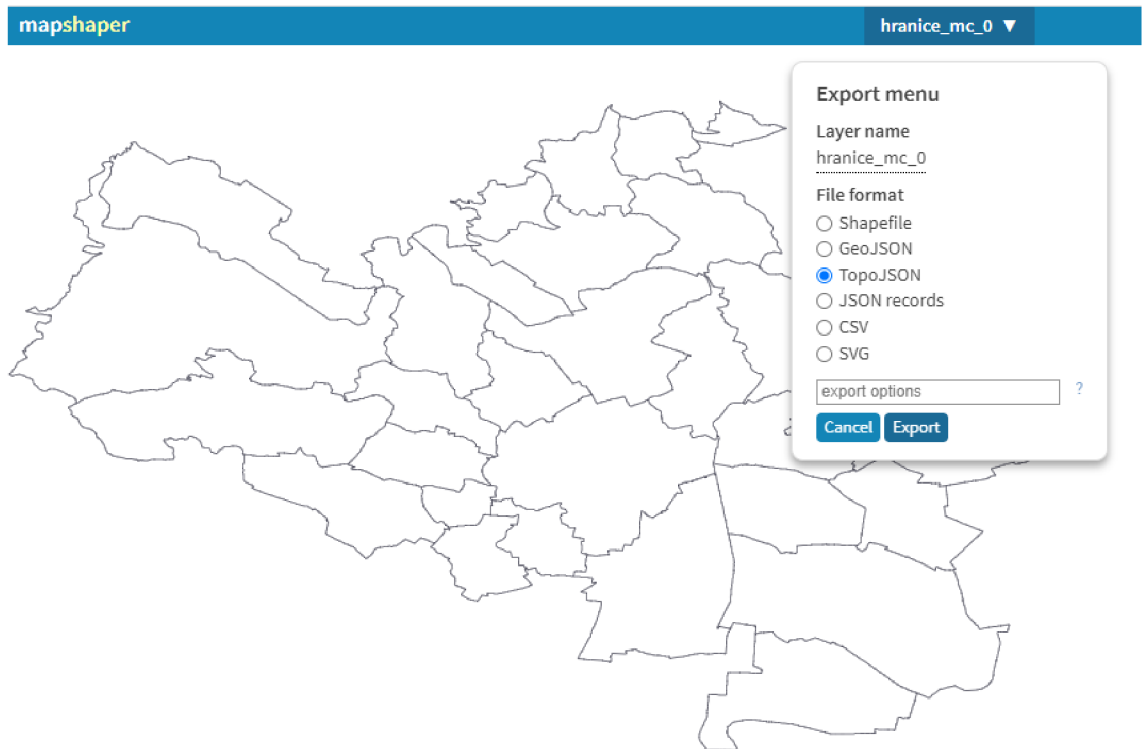 mapshaper
hranice_mc_0 ▼
Export menu
Layer name
hranice_mc_0
File format
Shapefile
GeoJSON
TopoJSON
JSON records
CSV
SVG
export options ?
Cancel Export